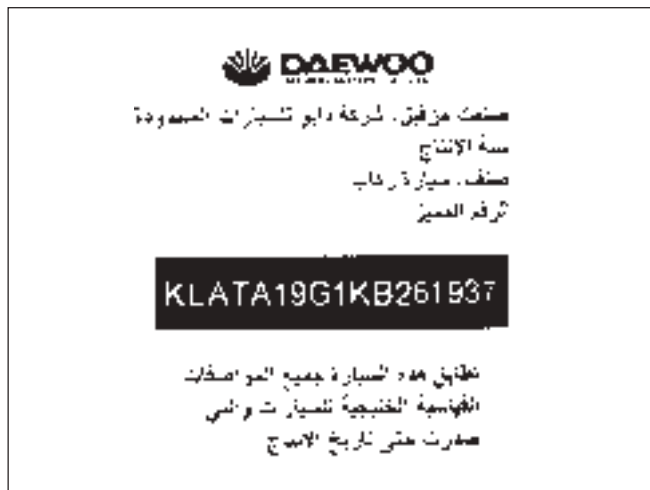 DAEWOO
صنعت من قبل، شركة دايو للسيارات المحدودة
سنة الإنتاج
صنف، سيارة ركاب
الرقم المميز
KLATA19G1KB261937
تطابق هذه السيارة جميع المواصفات
القياسية الخليجية للسيارات والتي
صدرت حتى تاريخ الانتاج